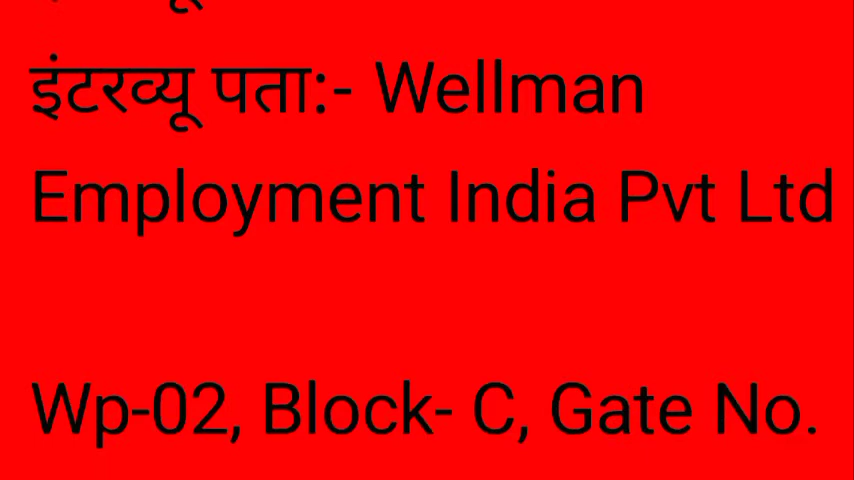 इंटरव्यू पता:- Wellman
Employment India Pvt Ltd
Wp-02, Block- C, Gate No.